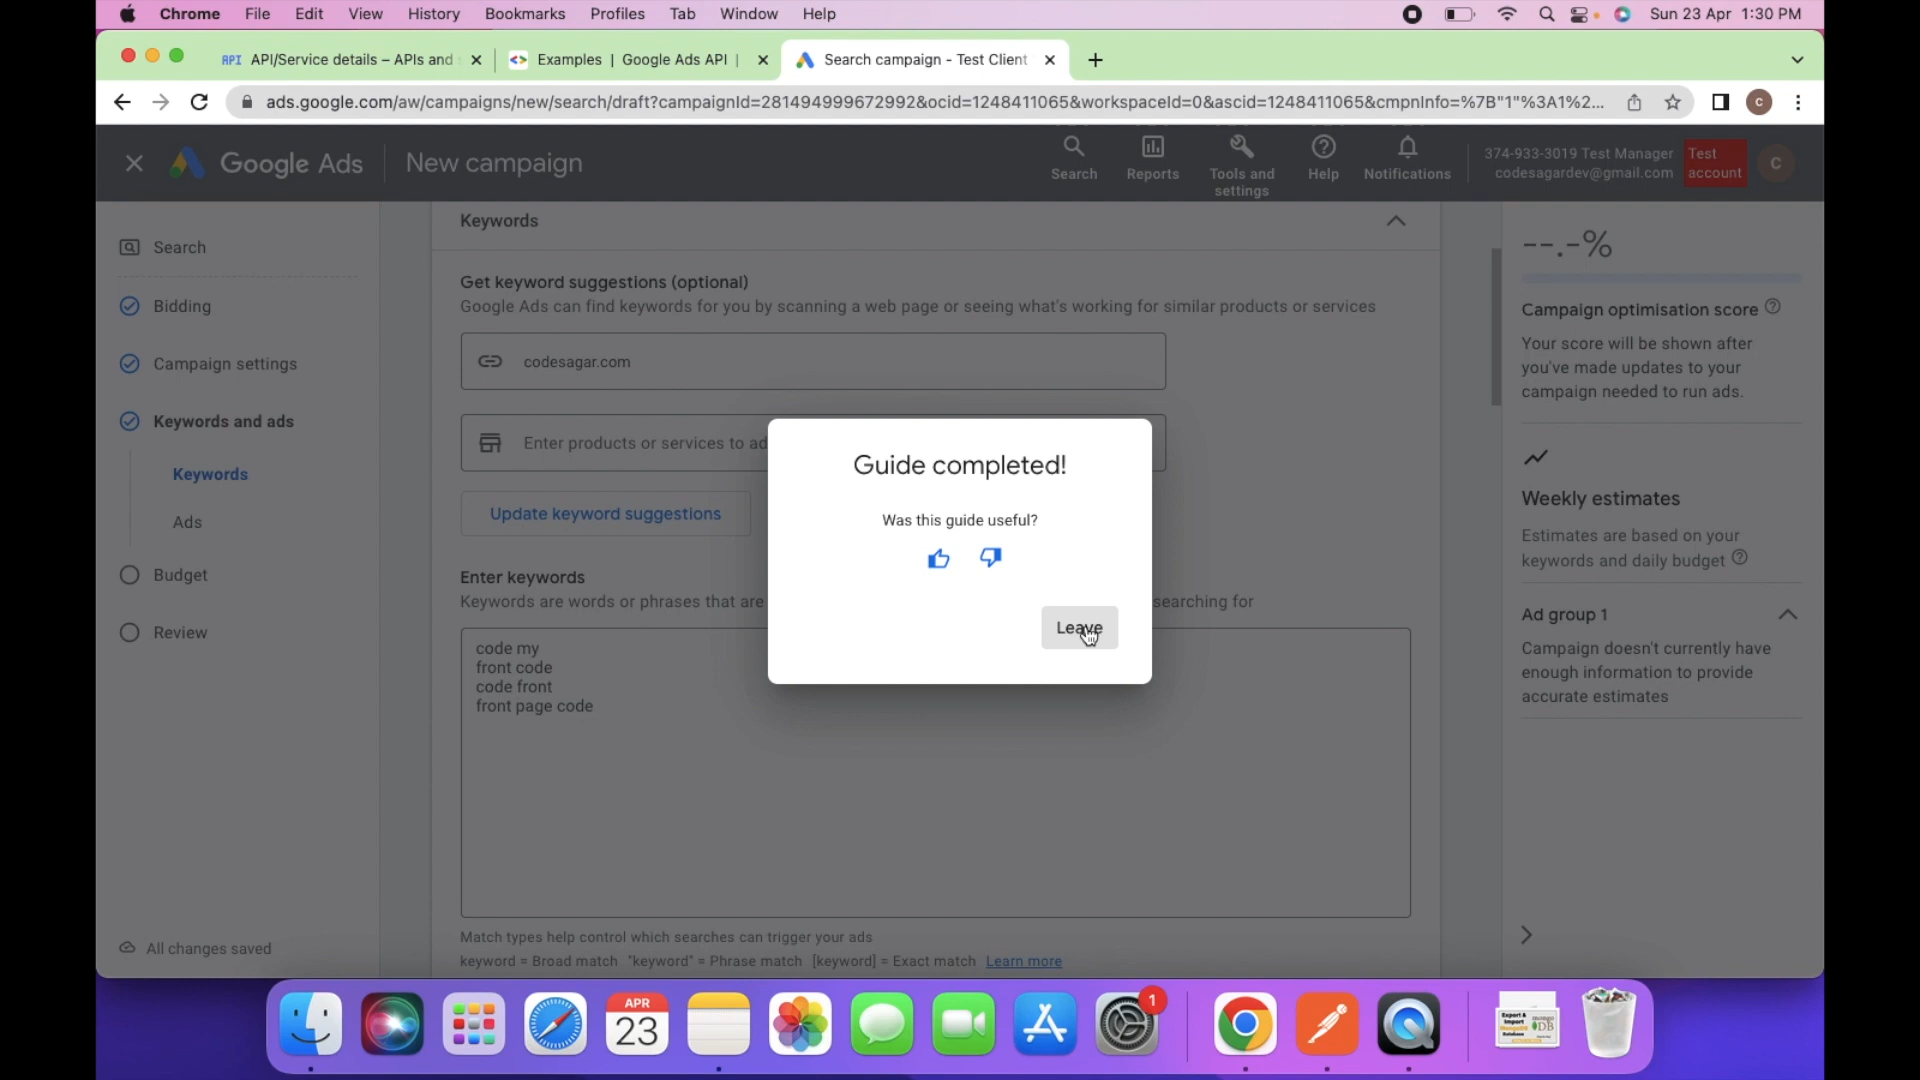 Chrome File Edit View History Bookmarks Profiles Tab Window Help Sun 23 Apr 1:30 PM
API API/Service details – APIs and Examples | Google Ads API | Search campaign - Test Client
ads.google.com/aw/campaigns/new/search/draft?campaignId=281494999672992&ocid=1248411065&workspaceId=0&ascid=1248411065&cmpnInfo=%7B"1"%3A1%2... C
Google Ads New campaign
Search Reports Tools and settings Help Notifications
374-933-3019 Test Manager
codesagardev@gmail.com
Test account
C
Search
Bidding
Campaign settings
Keywords and ads
Keywords
Ads
Budget
Review
All changes saved
Keywords
Get keyword suggestions (optional)
Google Ads can find keywords for you by scanning a web page or seeing what's working for similar products or services
codesagar.com
Enter products or services to ad
Update keyword suggestions
Enter keywords
Keywords are words or phrases that are searching for
code my
front code
code front
front page code
Match types help control which searches can trigger your ads
keyword = Broad match "keyword" = Phrase match [keyword] = Exact match Learn more
Guide completed!
Was this guide useful?
Leave
--.-%
Campaign optimisation score
Your score will be shown after
you've made updates to your
campaign needed to run ads.
Weekly estimates
Estimates are based on your
keywords and daily budget
Ad group 1
Campaign doesn't currently have
enough information to provide
accurate estimates
APR
23
1
Export &
Import
MongoDB
Database
mongo
DB